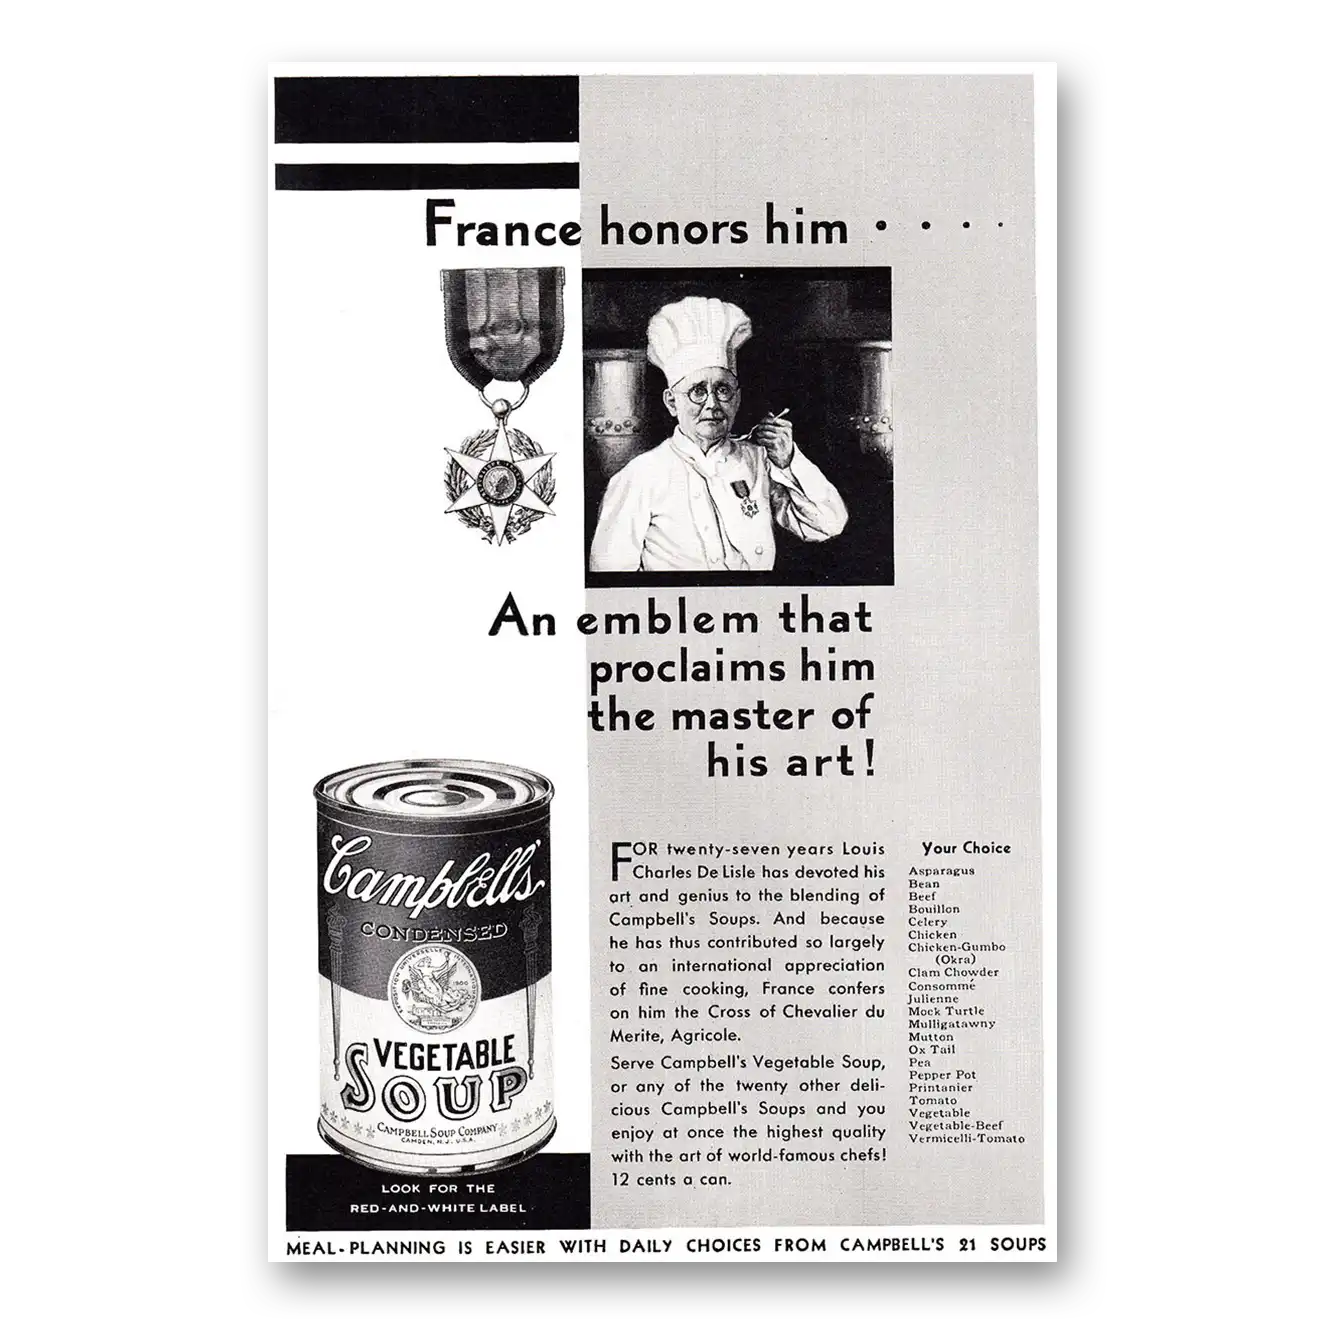 France honors him . . . .
An emblem that
proclaims him
the master of
his art!
Campbell's
CONDENSED
EXPOSITION UNIVERSELLE INTERNATIONALE
1900
VEGETABLE
SOUP
CAMPBELL SOUP COMPANY
CAMDEN, N.J., U.S.A.
LOOK FOR THE
RED-AND-WHITE LABEL
FOR twenty-seven years Louis
Charles De Lisle has devoted his
art and genius to the blending of
Campbell's Soups. And because
he has thus contributed so largely
to an international appreciation
of fine cooking, France confers
on him the Cross of Chevalier du
Merite, Agricole.
Serve Campbell's Vegetable Soup,
or any of the twenty other deli-
cious Campbell's Soups and you
enjoy at once the highest quality
with the art of world-famous chefs!
12 cents a can.
Your Choice
Asparagus
Bean
Beef
Bouillon
Celery
Chicken
Chicken-Gumbo
(Okra)
Clam Chowder
Consommé
Julienne
Mock Turtle
Mulligatawny
Mutton
Ox Tail
Pea
Pepper Pot
Printanier
Tomato
Vegetable
Vegetable-Beef
Vermicelli-Tomato
MEAL-PLANNING IS EASIER WITH DAILY CHOICES FROM CAMPBELL'S 21 SOUPS